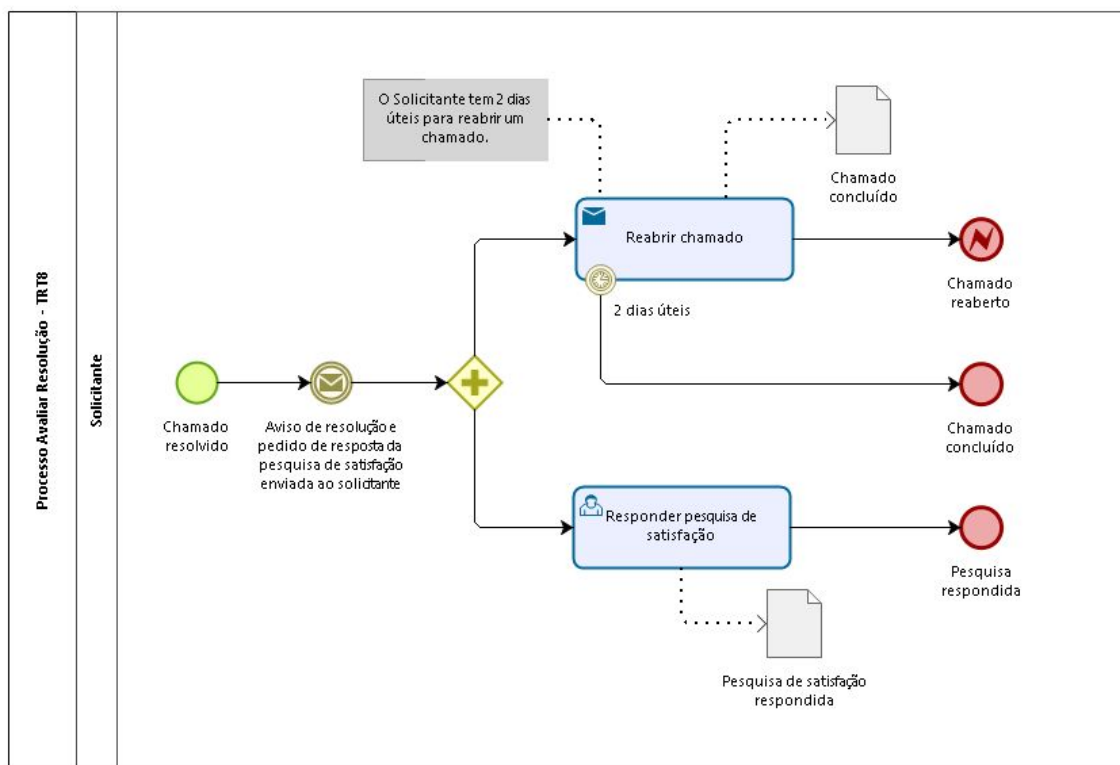 Processo Avaliar Resolução - TRT8
Solicitante
O Solicitante tem 2 dias
úteis para reabrir um
chamado.
Chamado
concluído
Reabrir chamado
Chamado
reaberto
2 dias úteis
Chamado
resolvido
Aviso de resolução e
pedido de resposta da
pesquisa de satisfação
enviada ao solicitante
Chamado
concluído
Responder pesquisa de
satisfação
Pesquisa
respondida
Pesquisa de satisfação
respondida